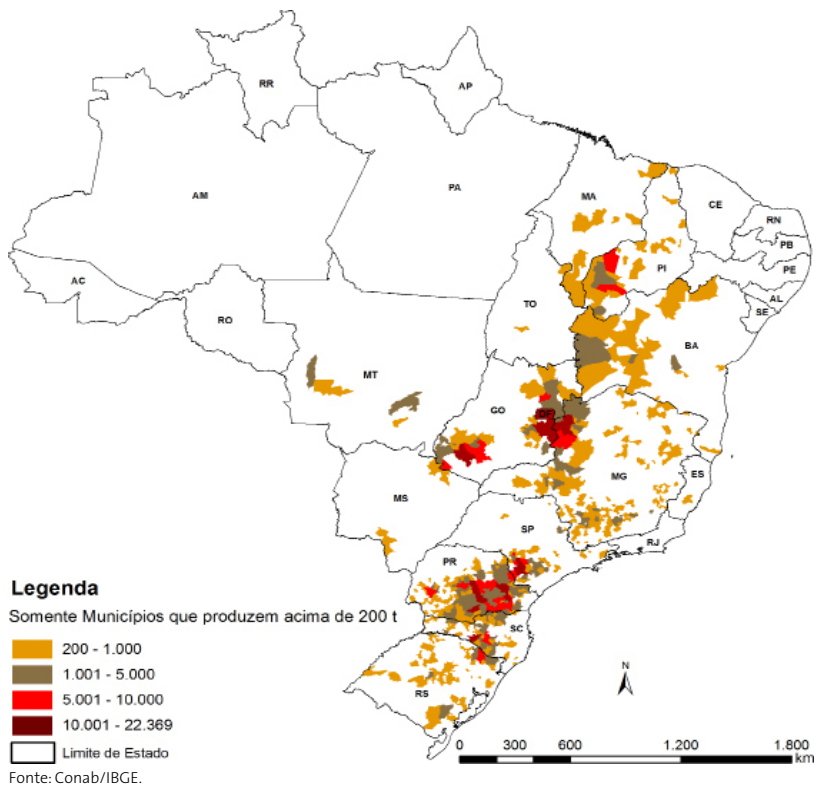 RR
AP
AM
PA
MA
CE
RN
PB
PE
PI
AC
AL
SE
TO
RO
BA
MT
GO
DF
MG
ES
MS
SP
RJ
PR
Legenda
Somente Municípios que produzem acima de 200 t
SC
200 - 1.000
1.001 - 5.000
N
5.001 - 10.000
RS
10.001 - 22.369
Limite de Estado
0 300 600 1.200 1.800
km
Fonte: Conab/IBGE.